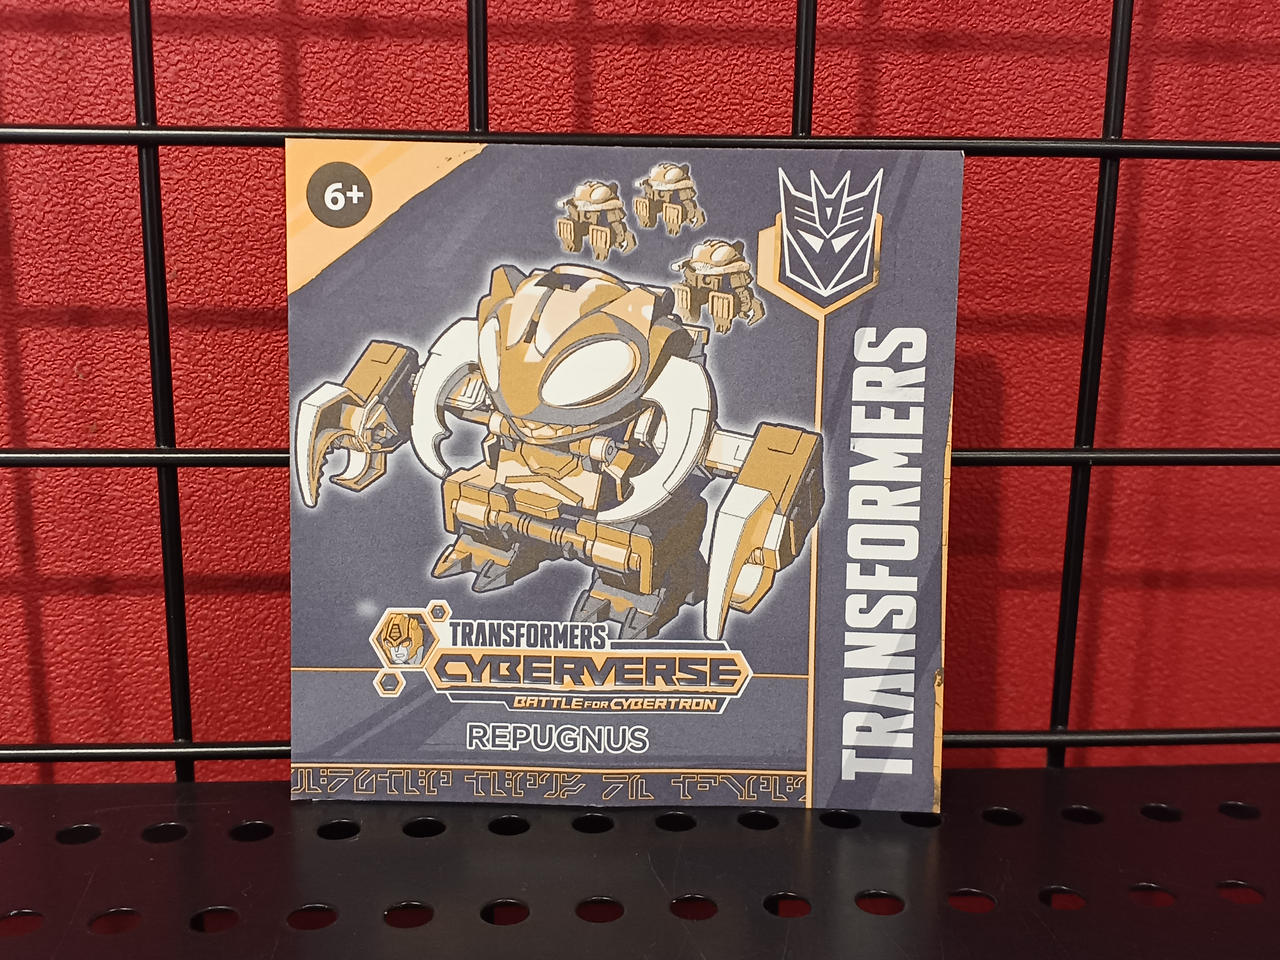 6+
TRANSFORMERS
TRANSFORMERS
CYBERVERSE
BATTLE FOR CYBERTRON
REPUGNUS